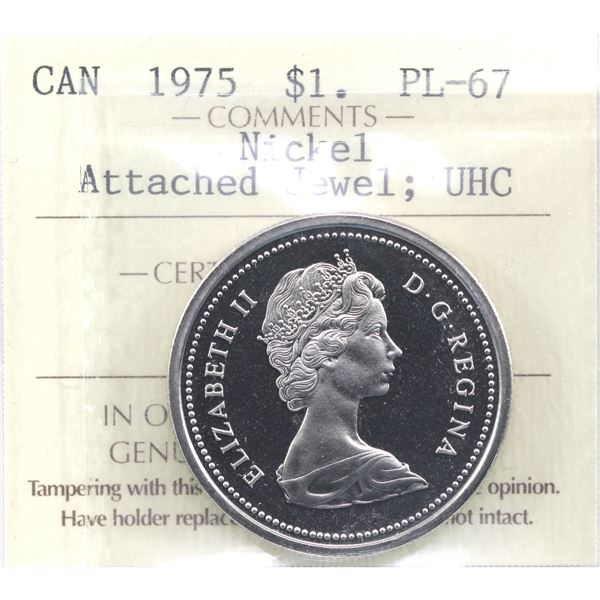 CAN 1975 $1. PL-67
— COMMENTS —
Nickel
Attached Jewel; UHC
— CERT
ELIZABETH II D·G·REGINA
IN O
GENU
Tampering with this opinion.
Have holder replac not intact.